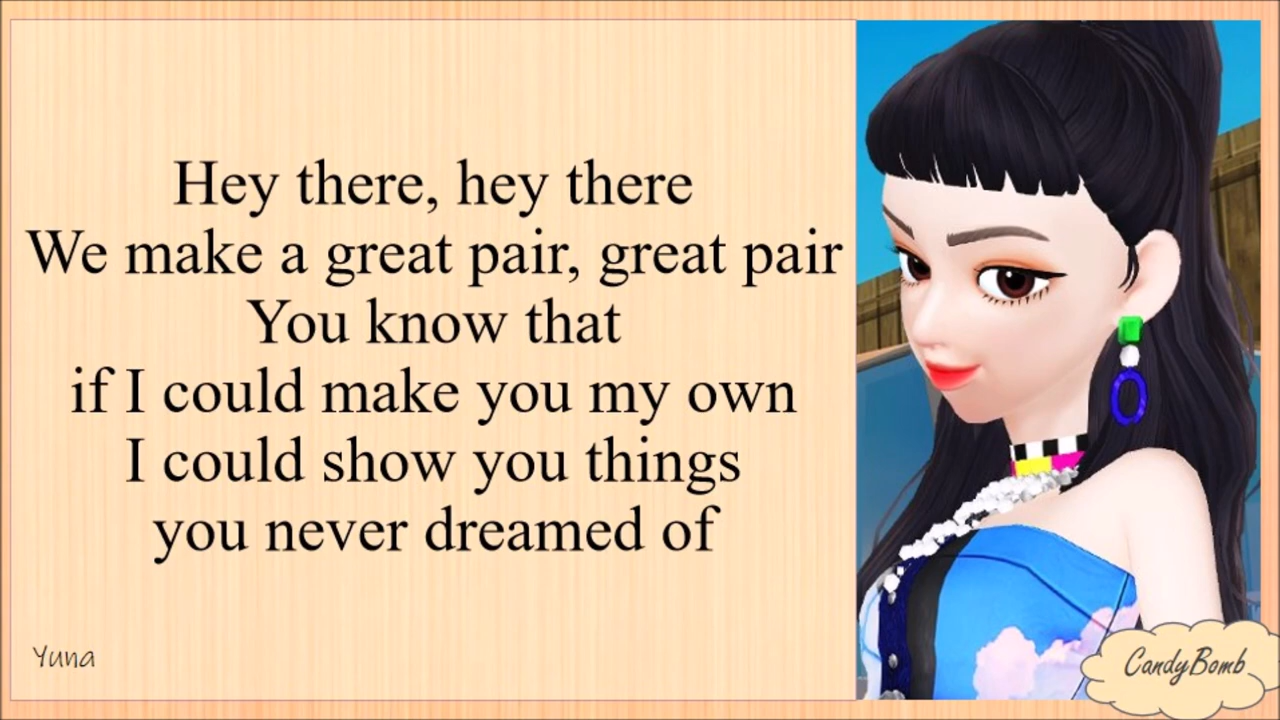 Hey there, hey there
We make a great pair, great pair
You know that
if I could make you my own
I could show you things
you never dreamed of
Yuna
CandyBomb